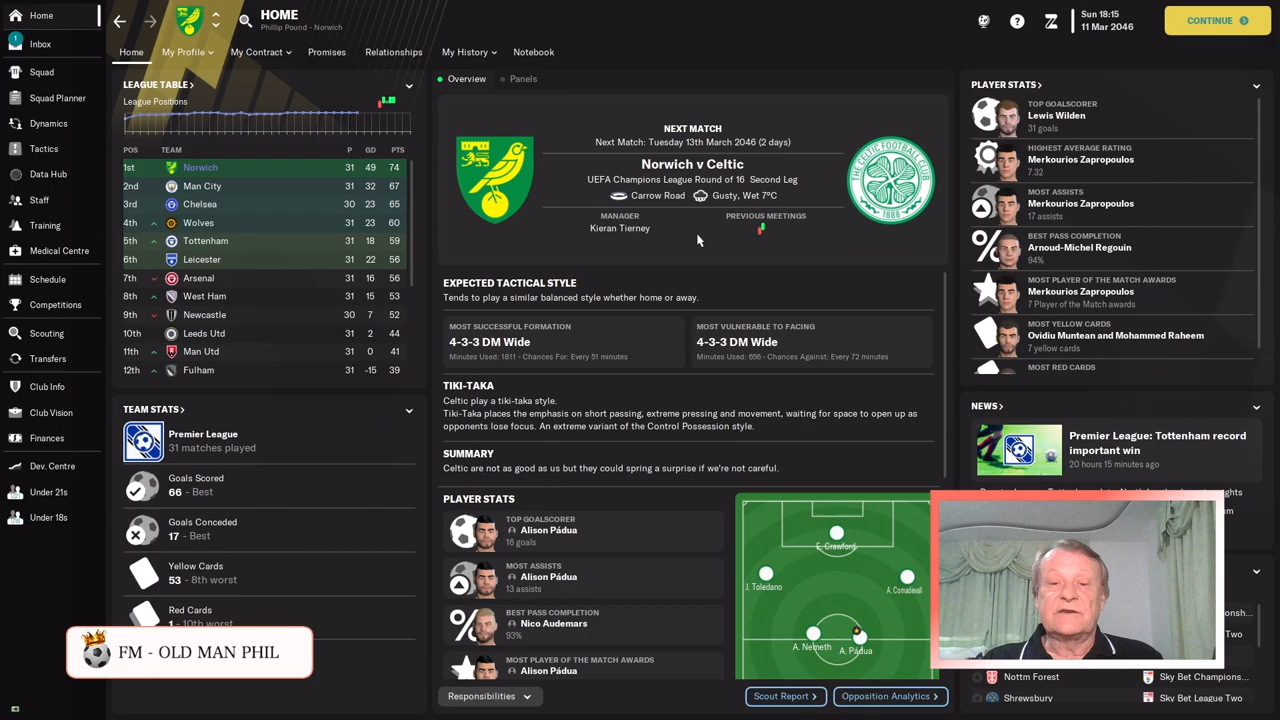 Home
1
Inbox
Squad
Squad Planner
Dynamics
Tactics
Data Hub
Staff
Training
Medical Centre
Schedule
Competitions
Scouting
Transfers
Club Info
Club Vision
Finances
Dev. Centre
Under 21s
Under 18s
HOME
Phillip Pound - Norwich
Sun 18:15
11 Mar 2046
CONTINUE
Home
My Profile
My Contract
Promises
Relationships
My History
Notebook
LEAGUE TABLE >
League Positions
POS TEAM P GD PTS
1st Norwich 31 49 74
2nd Man City 31 32 67
3rd Chelsea 30 23 65
4th Wolves 31 23 60
5th Tottenham 31 18 59
6th Leicester 31 22 56
7th Arsenal 31 16 56
8th West Ham 31 15 53
9th Newcastle 30 7 52
10th Leeds Utd 31 2 44
11th Man Utd 31 0 41
12th Fulham 31 -15 39
TEAM STATS >
Premier League
31 matches played
Goals Scored
66 - Best
Goals Conceded
17 - Best
Yellow Cards
53 - 8th worst
Red Cards
1 - 10th worst
FM - OLD MAN PHIL
Overview
Panels
NEXT MATCH
Next Match: Tuesday 13th March 2046 (2 days)
Norwich v Celtic
UEFA Champions League Round of 16 Second Leg
Carrow Road Gusty, Wet 7°C
MANAGER
Kieran Tierney
PREVIOUS MEETINGS
THE CELTIC FOOTBALL CLUB
1888
EXPECTED TACTICAL STYLE
Tends to play a similar balanced style whether home or away.
MOST SUCCESSFUL FORMATION
4-3-3 DM Wide
Minutes Used: 1811 - Chances For: Every 51 minutes
MOST VULNERABLE TO FACING
4-3-3 DM Wide
Minutes Used: 666 - Chances Against: Every 72 minutes
TIKI-TAKA
Celtic play a tiki-taka style.
Tiki-Taka places the emphasis on short passing, extreme pressing and movement, waiting for space to open up as
opponents lose focus. An extreme variant of the Control Possession style.
SUMMARY
Celtic are not as good as us but they could spring a surprise if we're not careful.
PLAYER STATS
TOP GOALSCORER
Alison Pádua
16 goals
MOST ASSISTS
Alison Pádua
13 assists
BEST PASS COMPLETION
Nico Audemars
93%
MOST PLAYER OF THE MATCH AWARDS
Alison Pádua
E. Crawford
J. Toledano
A. Comadwall
A. Nemeth
A. Pádua
Responsibilities
Scout Report >
Opposition Analytics >
PLAYER STATS >
TOP GOALSCORER
Lewis Wilden
31 goals
HIGHEST AVERAGE RATING
Merkourios Zapropoulos
7.32
MOST ASSISTS
Merkourios Zapropoulos
17 assists
BEST PASS COMPLETION
Arnoud-Michel Regouin
94%
MOST PLAYER OF THE MATCH AWARDS
Merkourios Zapropoulos
7 Player of the Match awards
MOST YELLOW CARDS
Ovidiu Muntean and Mohammed Raheem
7 yellow cards
MOST RED CARDS
NEWS >
Premier League: Tottenham record
important win
20 hours 15 minutes ago
Two
Nottm Forest Sky Bet Champions...
Shrewsbury Sky Bet League Two